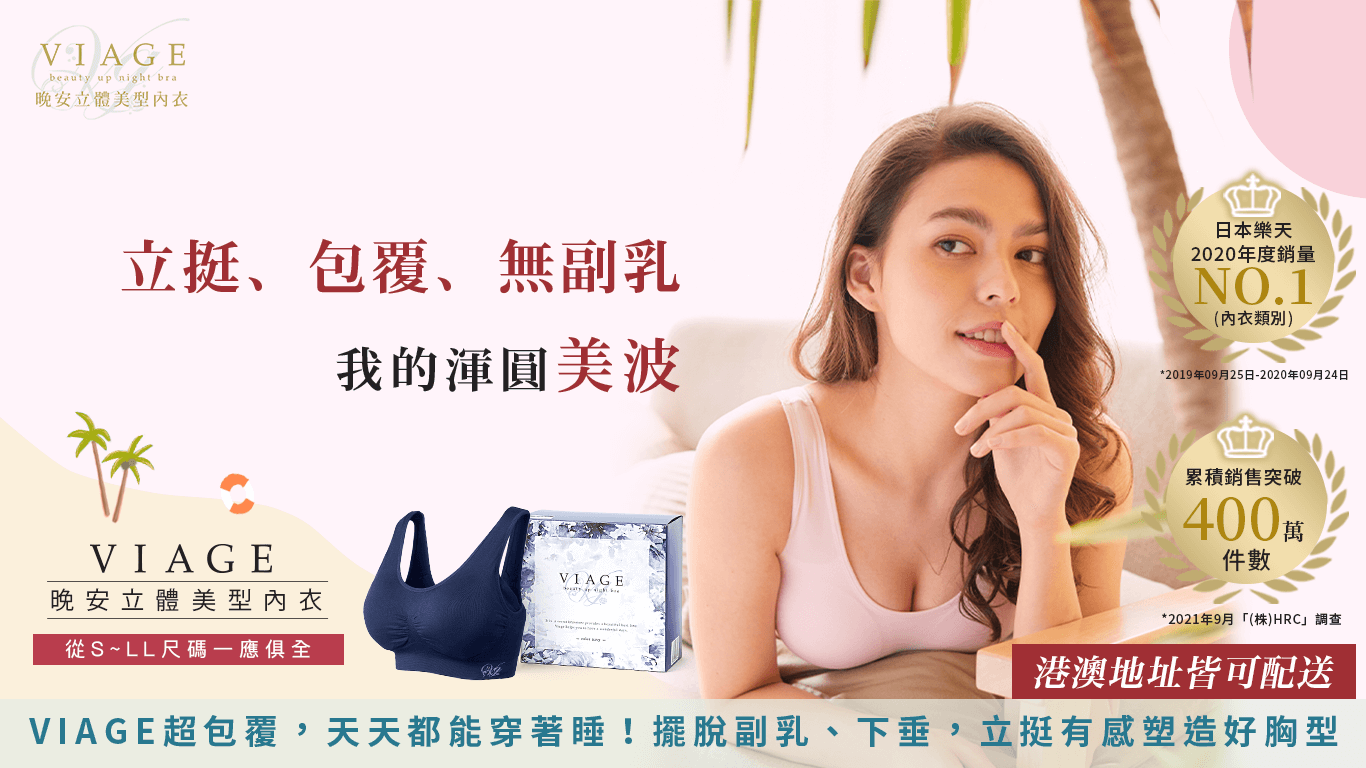 VIAGE
beauty up night bra
晚安立體美型內衣
立挺、包覆、無副乳
我的渾圓美波
日本樂天
2020年度銷量
NO.1
(內衣類別)
*2019年09月25日-2020年09月24日
累積銷售突破
400萬
件數
*2021年9月「(株)HRC」調查
VIAGE
晚安立體美型內衣
從S~LL尺碼一應俱全
VIAGE
beauty up night bra
港澳地址皆可配送
VIAGE超包覆，天天都能穿著睡！擺脫副乳、下垂，立挺有感塑造好胸型